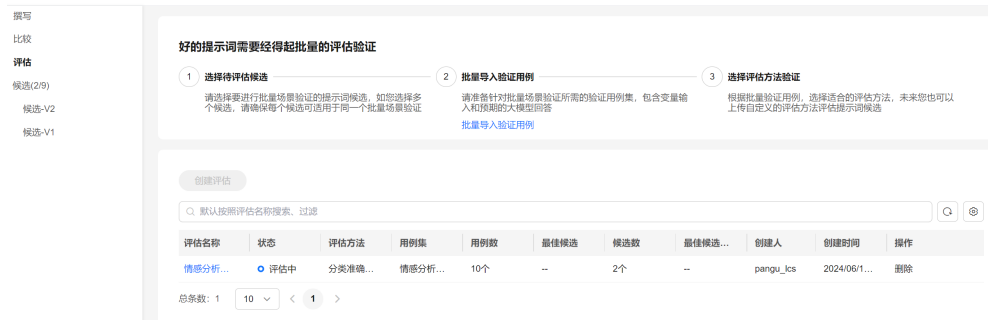 撰写
比较
评估
候选(2/9)
候选-V2
候选-V1
好的提示词需要经得起批量的评估验证
1 选择待评估候选
请选择要进行批量场景验证的提示词候选，如您选择多
个候选，请确保每个候选可适用于同一个批量场景验证
2 批量导入验证用例
请准备针对批量场景验证所需的验证用例集，包含变量输
入和预期的大模型回答
批量导入验证用例
3 选择评估方法验证
根据批量验证用例，选择适合的评估方法，未来您也可以
上传自定义的评估方法评估提示词候选
创建评估
默认按照评估名称搜索、过滤
评估名称 状态 评估方法 用例集 用例数 最佳候选 候选数 最佳候选... 创建人 创建时间 操作
情感分析... 评估中 分类准确... 情感分析... 10个 -- 2个 -- pangu_lcs 2024/06/1... 删除
总条数：1 10 1